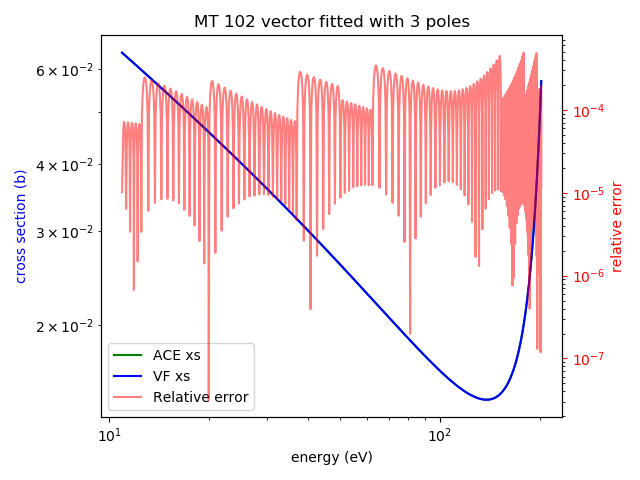 MT 102 vector fitted with 3 poles
6 × 10⁻²
4 × 10⁻²
3 × 10⁻²
2 × 10⁻²
cross section (b)
10⁻⁴
10⁻⁵
10⁻⁶
10⁻⁷
relative error
ACE xs
VF xs
Relative error
10¹
10²
energy (eV)